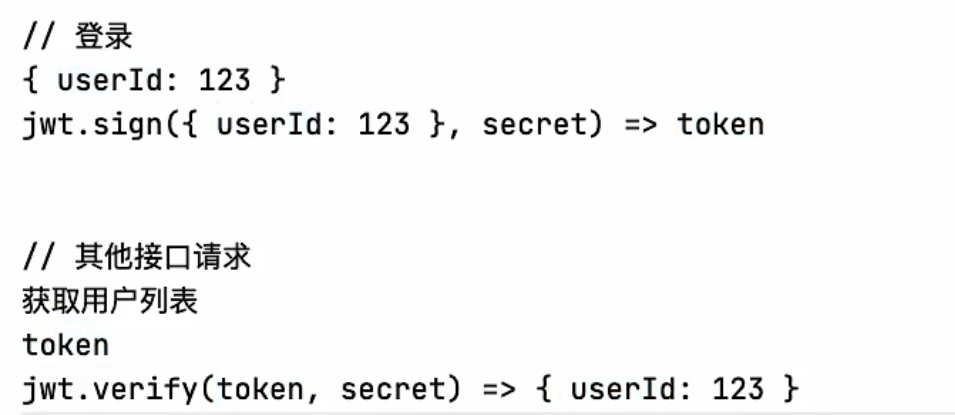 // 登录
{ userId: 123 }
jwt.sign({ userId: 123 }, secret) => token
// 其他接口请求
获取用户列表
token
jwt.verify(token, secret) => { userId: 123 }